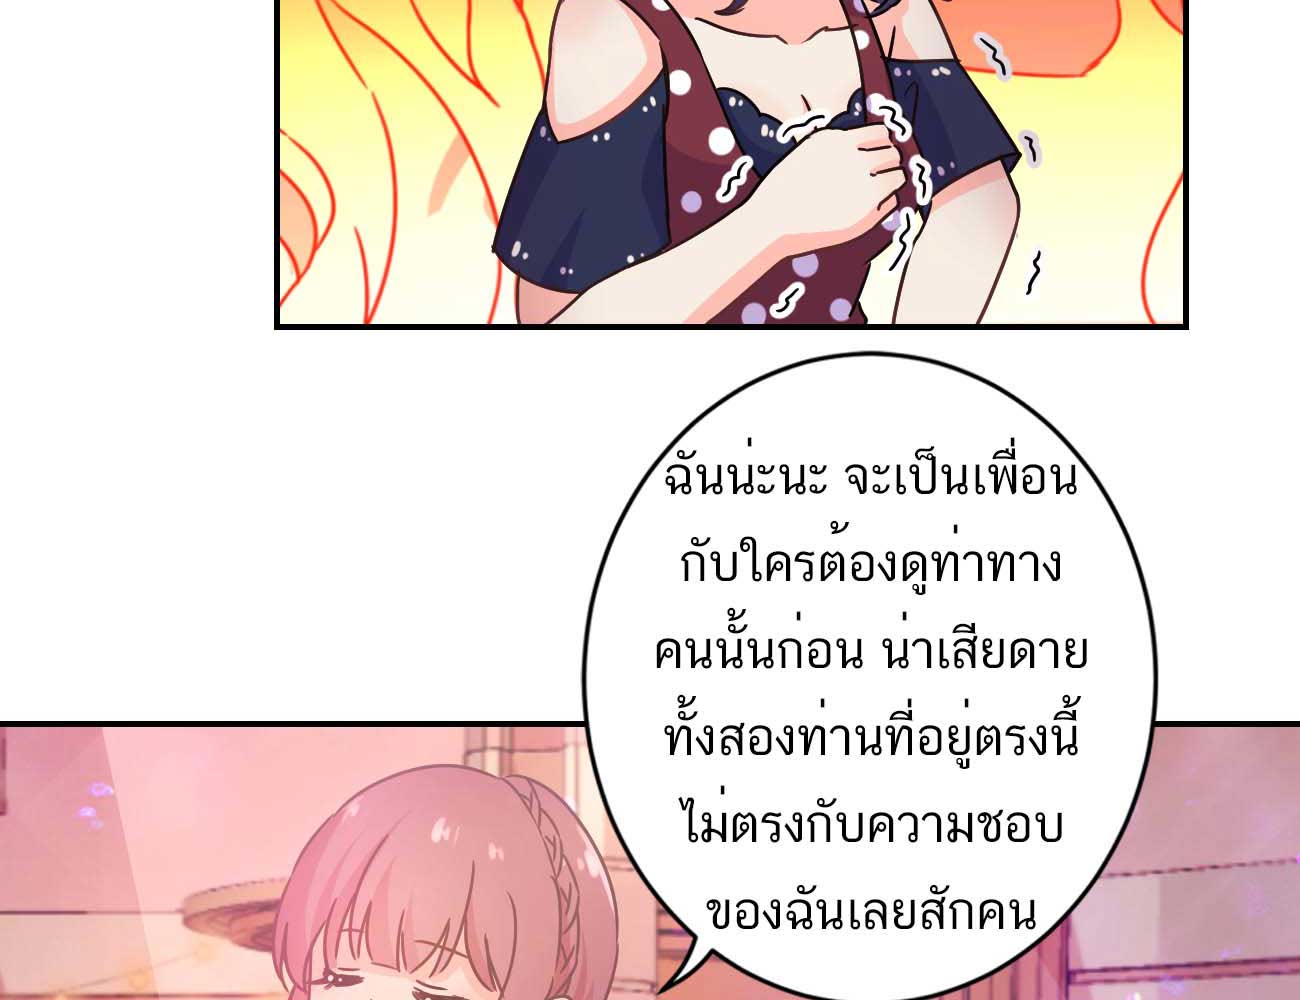 ฉันน่ะนะ จะเป็นเพื่อน
กับใครต้องดูท่าทาง
คนนั้นก่อน น่าเสียดาย
ทั้งสองท่านที่อยู่ตรงนี้
ไม่ตรงกับความชอบ
ของฉันเลยสักคน